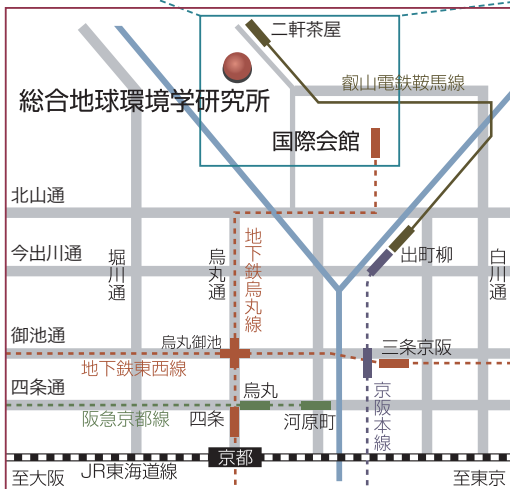 二軒茶屋
叡山電鉄鞍馬線
総合地球環境学研究所
国際会館
北山通
今出川通
堀川通
烏丸通
地下鉄烏丸線
出町柳
白川通
御池通
烏丸御池
三条京阪
地下鉄東西線
四条通
烏丸
京阪本線
阪急京都線
四条
河原町
京都
至大阪
JR東海道線
至東京